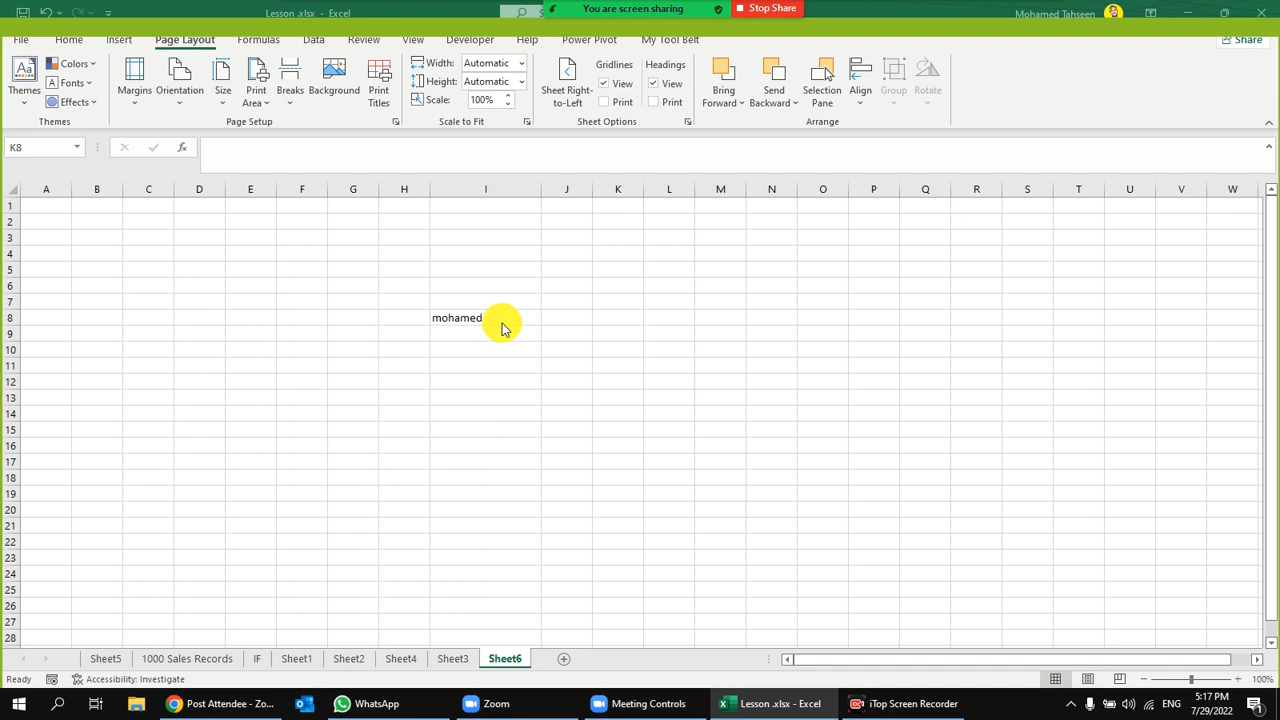 Lesson .xlsx - Excel
You are screen sharing
Stop Share
Mohamed Tahseen
File Home Insert Page Layout Formulas Data Review View Developer Help Power Pivot My Tool Belt Share
Themes Colors Fonts Effects
Margins Orientation Size Print Area Breaks Background Print Titles
Width: Automatic
Height: Automatic
Scale: 100%
Sheet Right-to-Left
Gridlines View Print
Headings View Print
Bring Forward Send Backward Selection Pane Align Group Rotate
Themes Page Setup Scale to Fit Sheet Options Arrange
K8 fx
A B C D E F G H I J K L M N O P Q R S T U V W
1
2
3
4
5
6
7
8 mohamed
9
10
11
12
13
14
15
16
17
18
19
20
21
22
23
24
25
26
27
28
Sheet5 1000 Sales Records IF Sheet1 Sheet2 Sheet4 Sheet3 Sheet6
Ready Accessibility: Investigate 100%
Post Attendee - Zo... WhatsApp Zoom Meeting Controls Lesson .xlsx - Excel iTop Screen Recorder ENG 5:17 PM
7/29/2022
1